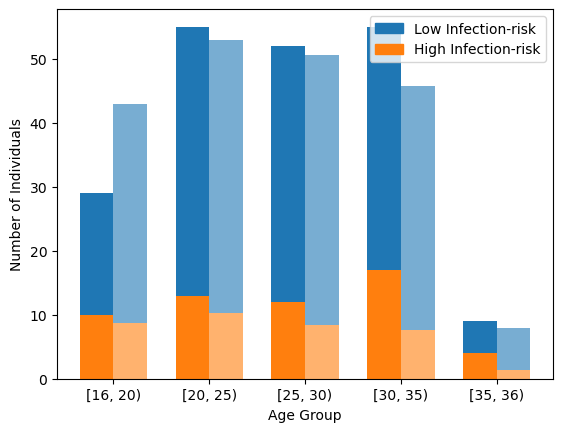 Low Infection-risk
High Infection-risk
Number of Individuals
50
40
30
20
10
0
[16, 20)
[20, 25)
[25, 30)
[30, 35)
[35, 36)
Age Group